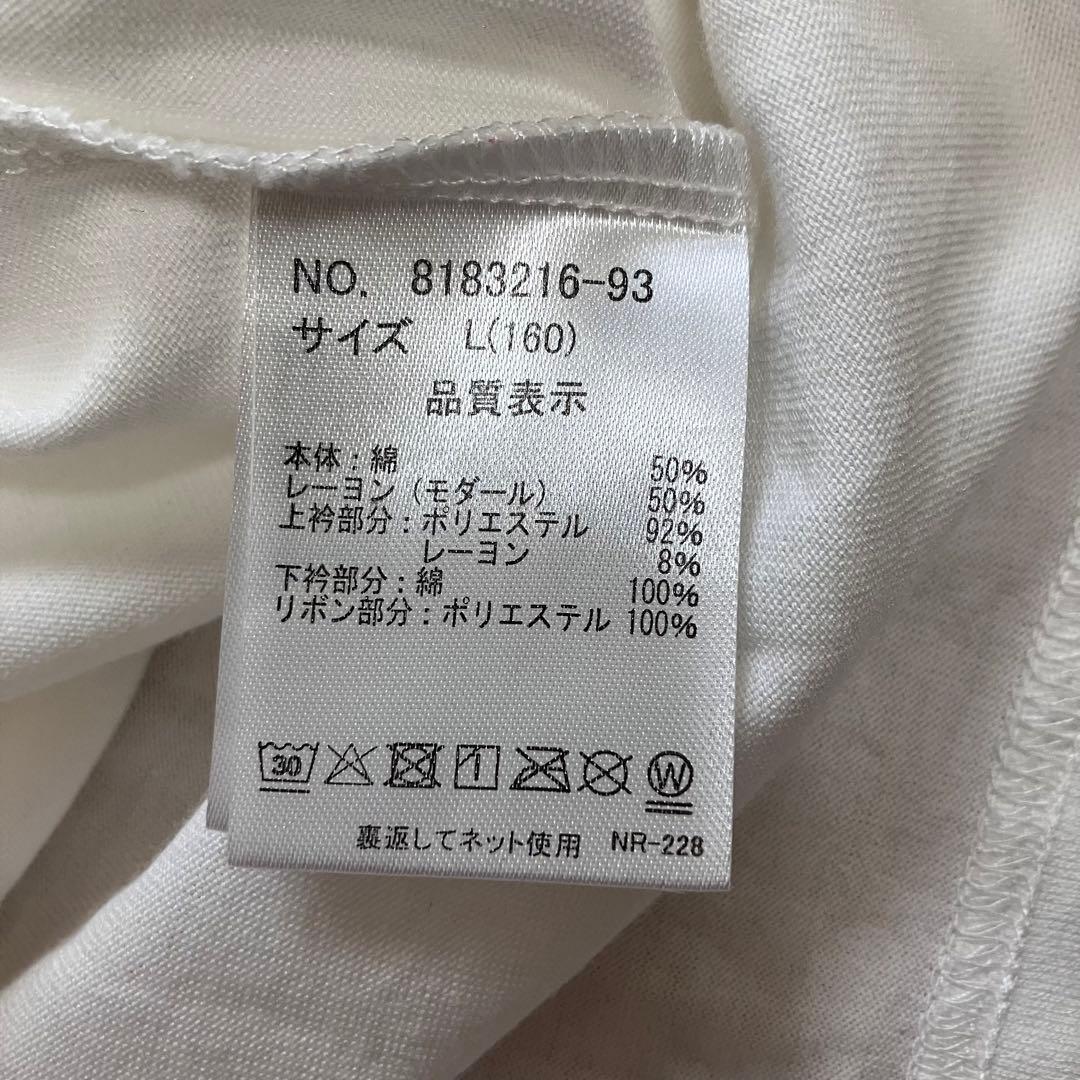 NO. 8183216-93
サイズ L(160)
品質表示
本体：綿 50%
レーヨン（モダール） 50%
上衿部分：ポリエステル 92%
レーヨン 8%
下衿部分：綿 100%
リボン部分：ポリエステル 100%
30 1 W
裏返してネット使用 NR-228